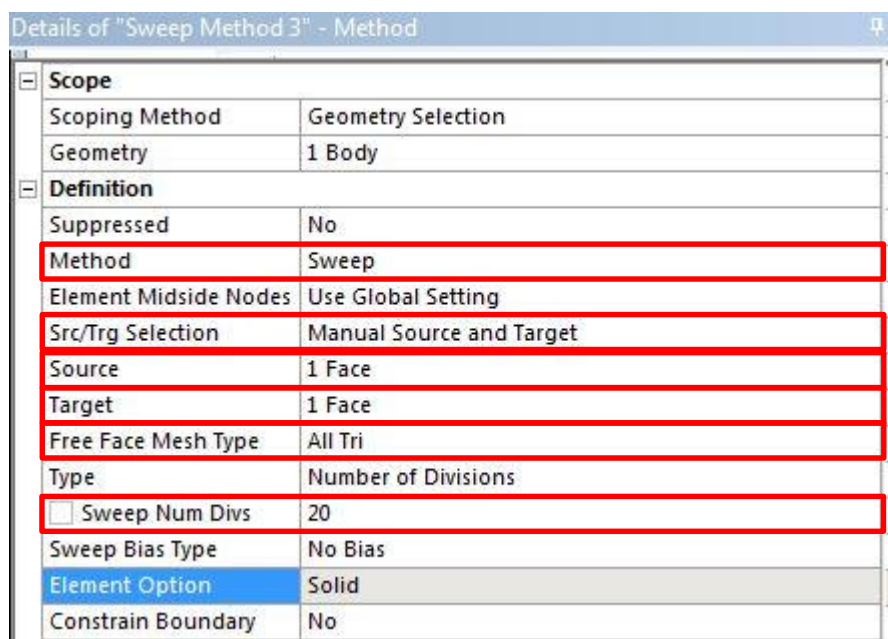 Details of "Sweep Method 3" - Method
Scope
Scoping Method Geometry Selection
Geometry 1 Body
Definition
Suppressed No
Method Sweep
Element Midside Nodes Use Global Setting
Src/Trg Selection Manual Source and Target
Source 1 Face
Target 1 Face
Free Face Mesh Type All Tri
Type Number of Divisions
Sweep Num Divs 20
Sweep Bias Type No Bias
Element Option Solid
Constrain Boundary No